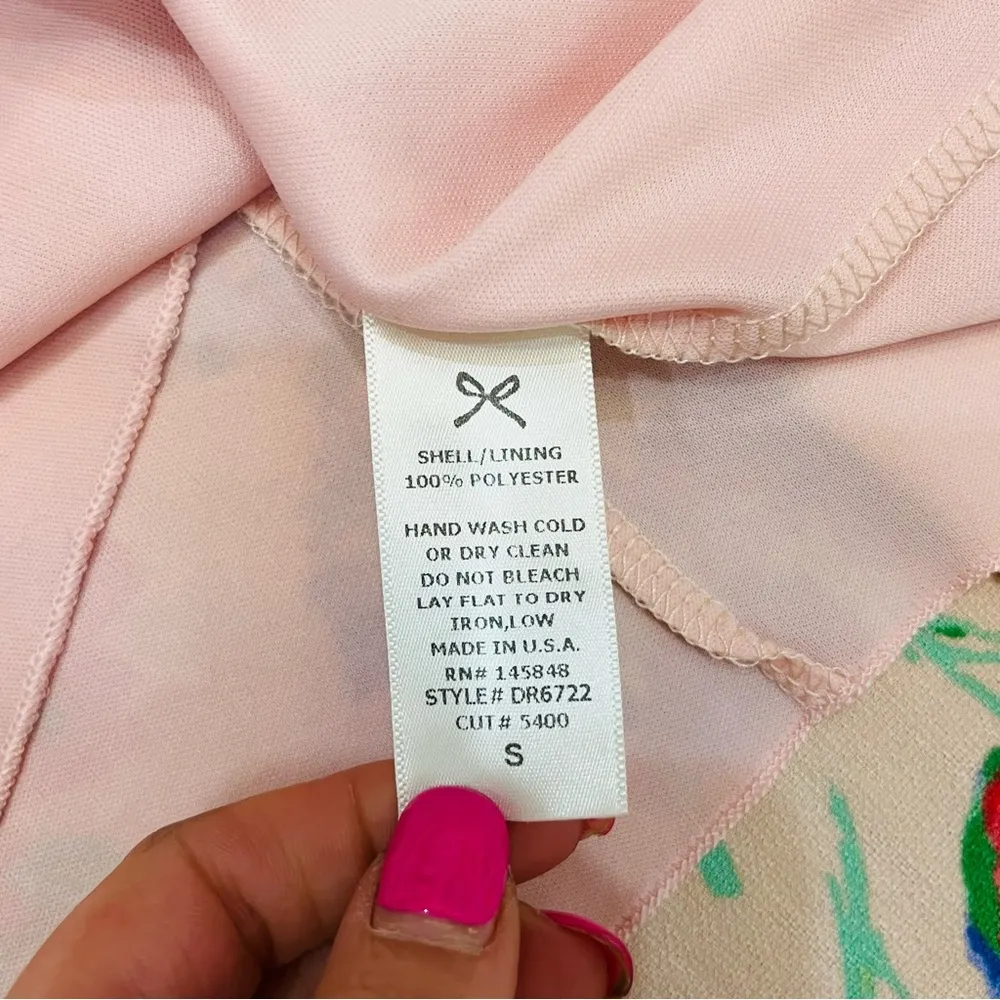 SHELL/LINING
100% POLYESTER
HAND WASH COLD
OR DRY CLEAN
DO NOT BLEACH
LAY FLAT TO DRY
IRON,LOW
MADE IN U.S.A.
RN# 145848
STYLE# DR6722
CUT# 5400
S